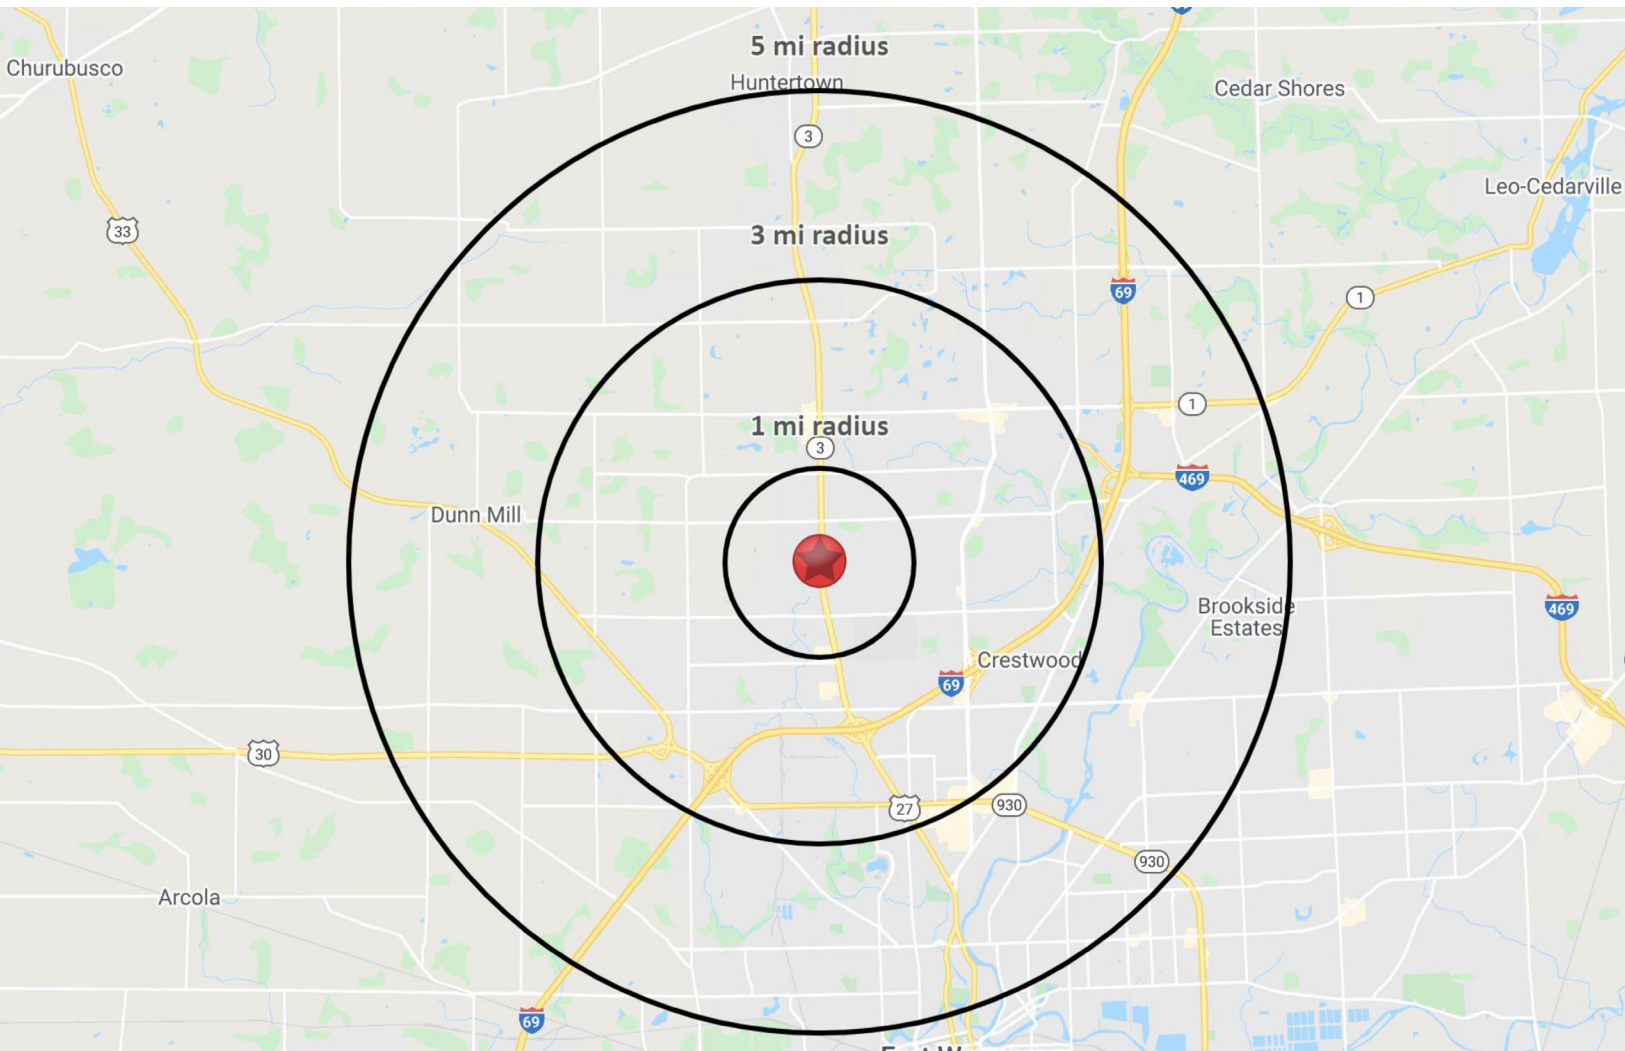 5 mi radius
Churubusco
Huntertown
Cedar Shores
3
Leo-Cedarville
33
3 mi radius
69
1
1
1 mi radius
3
469
Dunn Mill
Brookside
Estates
469
Crestwood
69
30
27
930
930
Arcola
69